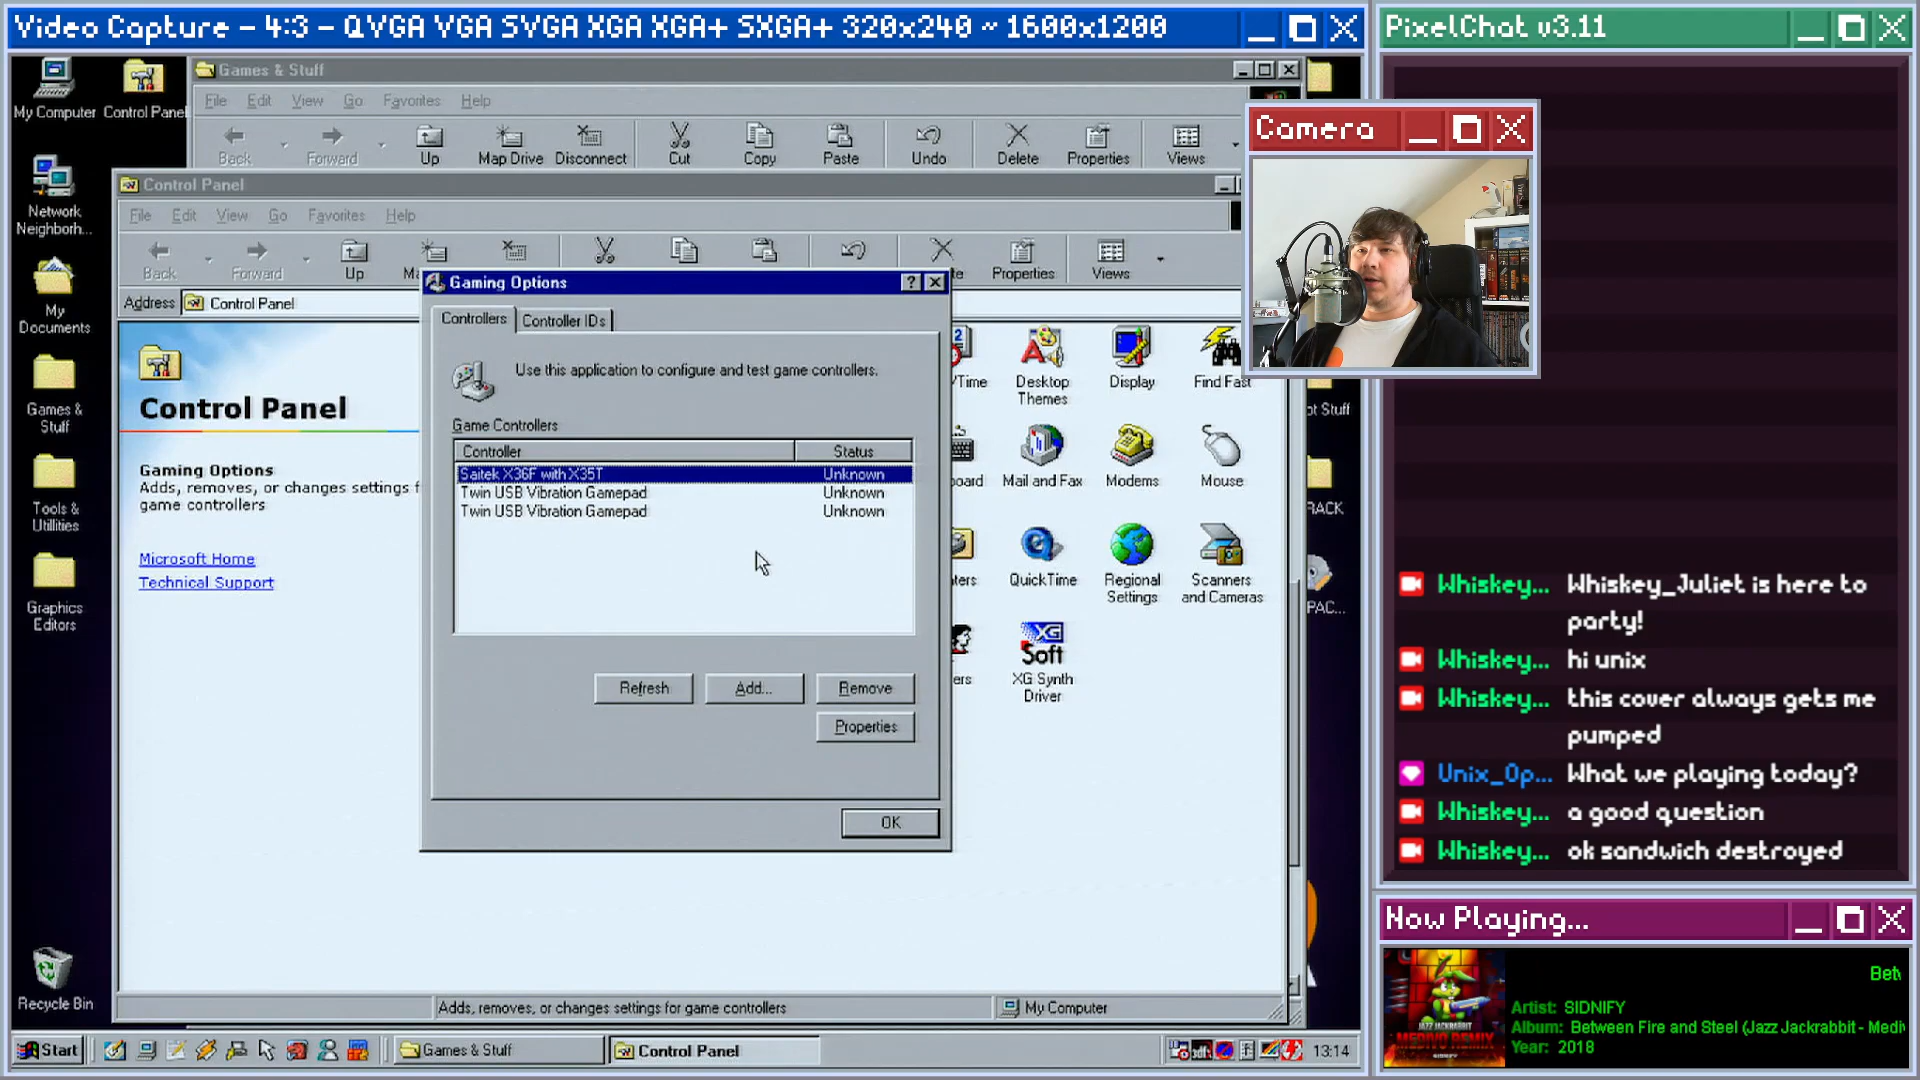 Video Capture - 4:3 - QVGA VGA SVGA XGA XGA+ SXGA+ 320x240 ~ 1600x1200
My Computer
Control Panel
Games & Stuff
File Edit View Go Favorites Help
Back Forward Up Map Drive Disconnect Cut Copy Paste Undo Delete Properties Views
Control Panel
File Edit View Go Favorites Help
Back Forward Up Properties Views
Address Control Panel
Gaming Options
Controllers Controller IDs
Use this application to configure and test game controllers.
Game Controllers
Controller Status
Saitek X36F with X35T Unknown
Twin USB Vibration Gamepad Unknown
Twin USB Vibration Gamepad Unknown
Refresh Add... Remove
Properties
OK
Control Panel
Gaming Options
Adds, removes, or changes settings f
game controllers
Microsoft Home
Technical Support
Desktop
Themes
Display
Find Fast
Mail and Fax
Modems
Mouse
QuickTime
Regional
Settings
Scanners
and Cameras
XG
Soft
XG Synth
Driver
Adds, removes, or changes settings for game controllers
My Computer
Network
Neighborh...
My
Documents
Games &
Stuff
Tools &
Utilities
Graphics
Editors
Recycle Bin
Start
Games & Stuff
Control Panel
13:14
Camera
PixelChat v3.11
Whiskey... Whiskey_Juliet is here to
party!
Whiskey... hi unix
Whiskey... this cover always gets me
pumped
Unix_Op... What we playing today?
Whiskey... a good question
Whiskey... ok sandwich destroyed
Now Playing...
JAZZ JACKRABBIT
MEDIVO REMIX
SIDNIFY
Bet
Artist: SIDNIFY
Album: Between Fire and Steel (Jazz Jackrabbit - Mediv
Year: 2018